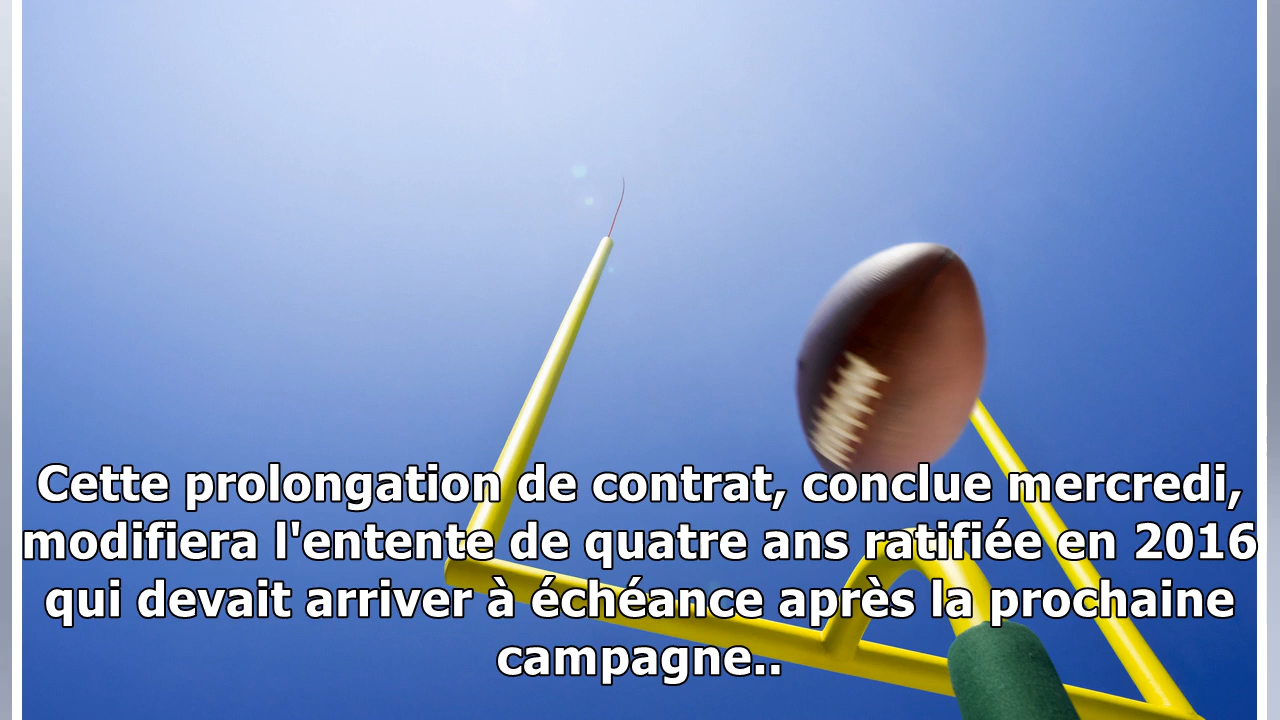 Cette prolongation de contrat, conclue mercredi,
modifiera l'entente de quatre ans ratifiée en 2016
qui devait arriver à échéance après la prochaine
campagne..